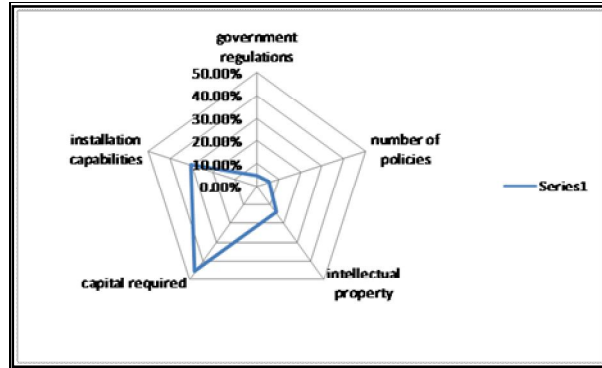 government
regulations
50.00%
40.00%
30.00%
20.00%
10.00%
0.00%
installation
capabilities
number of
policies
Series1
capital required
intellectual
property